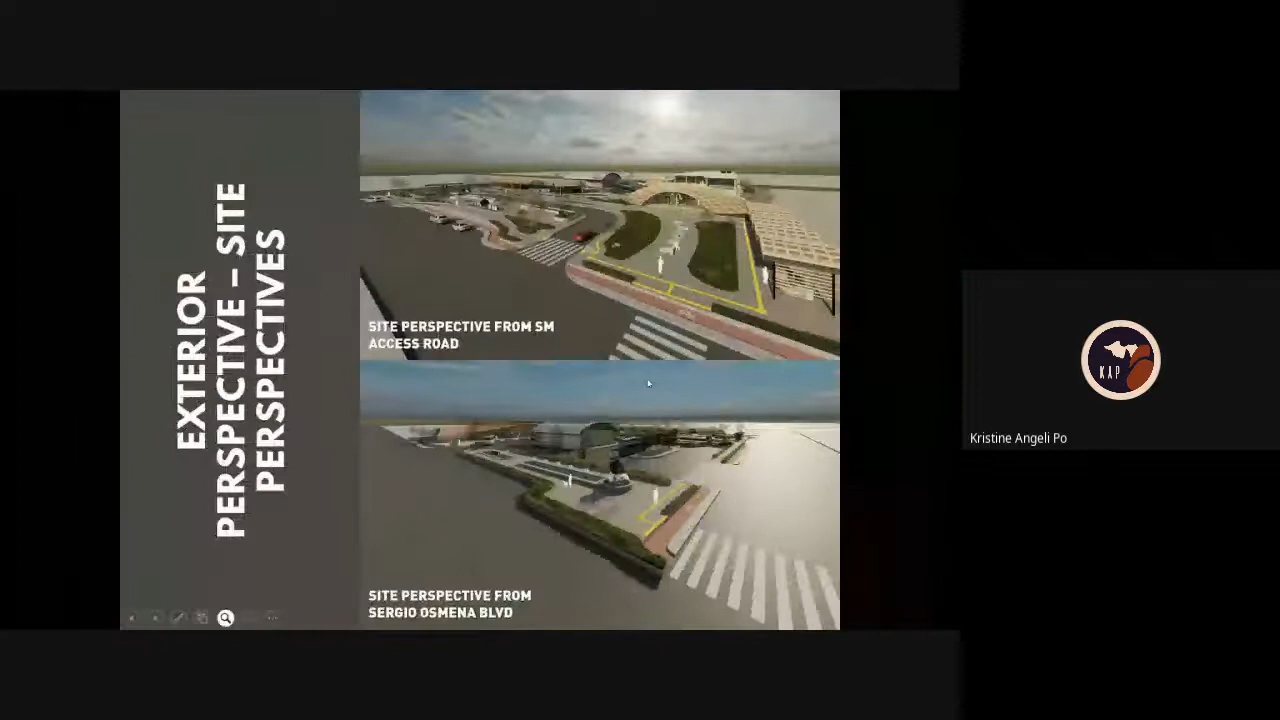 EXTERIOR
PERSPECTIVE – SITE
PERSPECTIVES
SITE PERSPECTIVE FROM SM
ACCESS ROAD
SITE PERSPECTIVE FROM
SERGIO OSMENA BLVD
KAP
Kristine Angeli Po